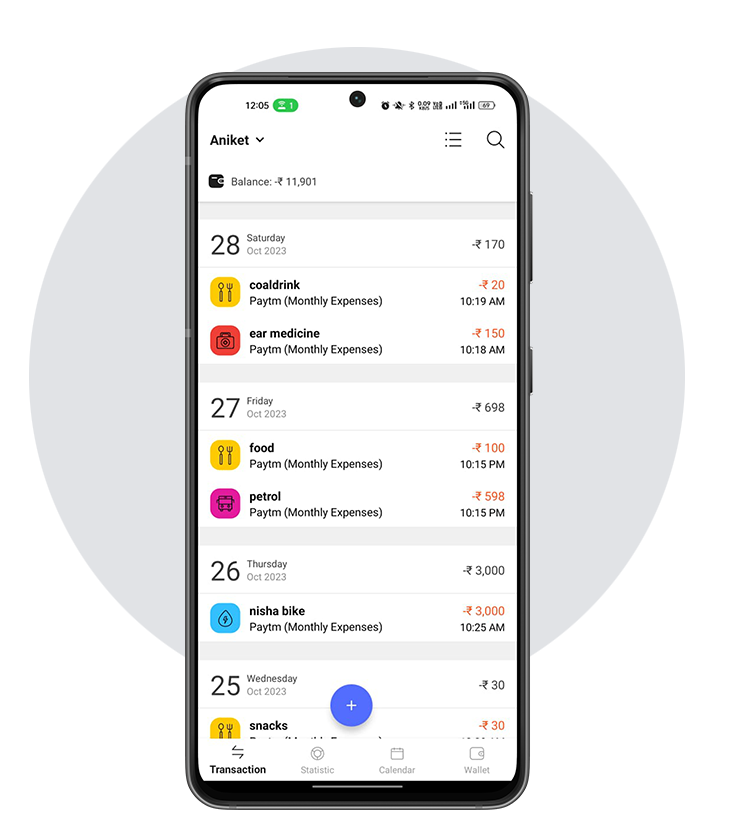 12:05 1
69
Aniket
Balance: -₹ 11,901
28 Saturday -₹ 170
Oct 2023
coaldrink -₹ 20
Paytm (Monthly Expenses) 10:19 AM
ear medicine -₹ 150
Paytm (Monthly Expenses) 10:18 AM
27 Friday -₹ 698
Oct 2023
food -₹ 100
Paytm (Monthly Expenses) 10:15 PM
petrol -₹ 598
Paytm (Monthly Expenses) 10:15 PM
26 Thursday -₹ 3,000
Oct 2023
nisha bike -₹ 3,000
Paytm (Monthly Expenses) 10:25 AM
25 Wednesday -₹ 30
Oct 2023
+
snacks -₹ 30
Transaction Statistic Calendar Wallet